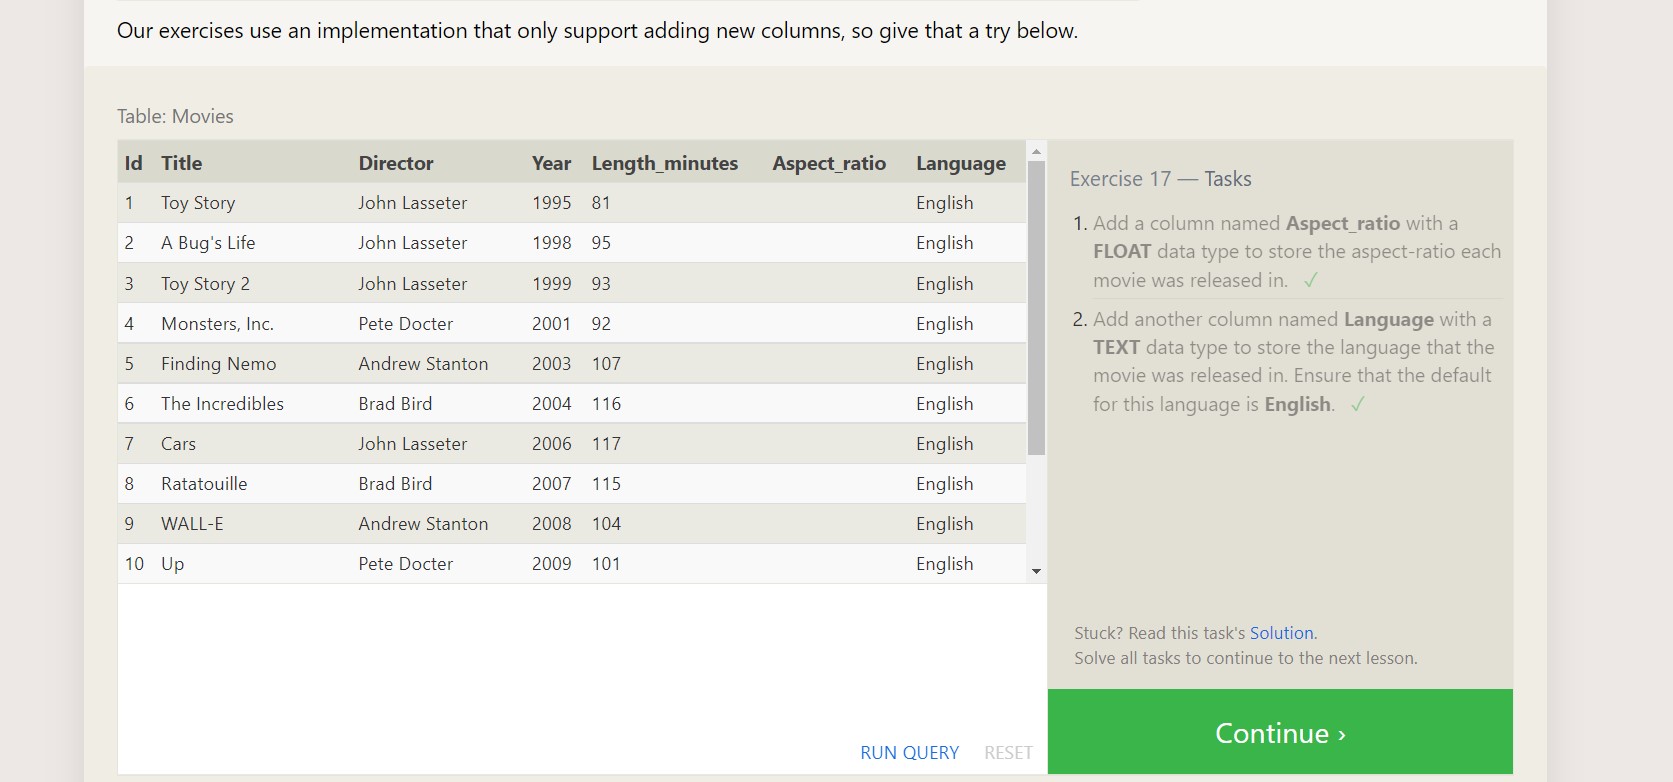 Our exercises use an implementation that only support adding new columns, so give that a try below.
Table: Movies
Id Title Director Year Length_minutes Aspect_ratio Language
1 Toy Story John Lasseter 1995 81 English
2 A Bug's Life John Lasseter 1998 95 English
3 Toy Story 2 John Lasseter 1999 93 English
4 Monsters, Inc. Pete Docter 2001 92 English
5 Finding Nemo Andrew Stanton 2003 107 English
6 The Incredibles Brad Bird 2004 116 English
7 Cars John Lasseter 2006 117 English
8 Ratatouille Brad Bird 2007 115 English
9 WALL-E Andrew Stanton 2008 104 English
10 Up Pete Docter 2009 101 English
RUN QUERY RESET
Exercise 17 — Tasks
1. Add a column named Aspect_ratio with a
FLOAT data type to store the aspect-ratio each
movie was released in. ✓
2. Add another column named Language with a
TEXT data type to store the language that the
movie was released in. Ensure that the default
for this language is English. ✓
Stuck? Read this task's Solution.
Solve all tasks to continue to the next lesson.
Continue ›